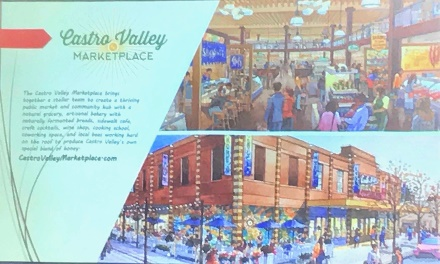 Castro Valley
MARKETPLACE
The Castro Valley Marketplace brings
together a stellar team to create a thriving
public market and community hub with a
natural grocery, artisanal bakery with
naturally fermented breads, sidewalk cafe,
craft cocktails, wine shop, cooking school,
coworking space, and local bees working hard
on the roof to produce Castro Valley's own
special blend of honey.
CastroValleyMarketplace.com